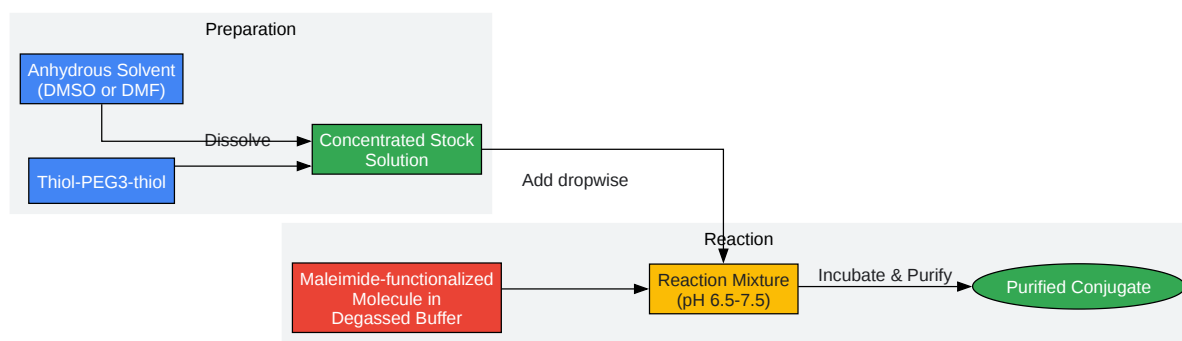 Preparation
Anhydrous Solvent
(DMSO or DMF)
Dissolve
Concentrated Stock
Solution
Thiol-PEG3-thiol
Add dropwise
Reaction
Maleimide-functionalized
Molecule in
Degassed Buffer
Reaction Mixture
(pH 6.5-7.5)
Incubate & Purify
Purified Conjugate